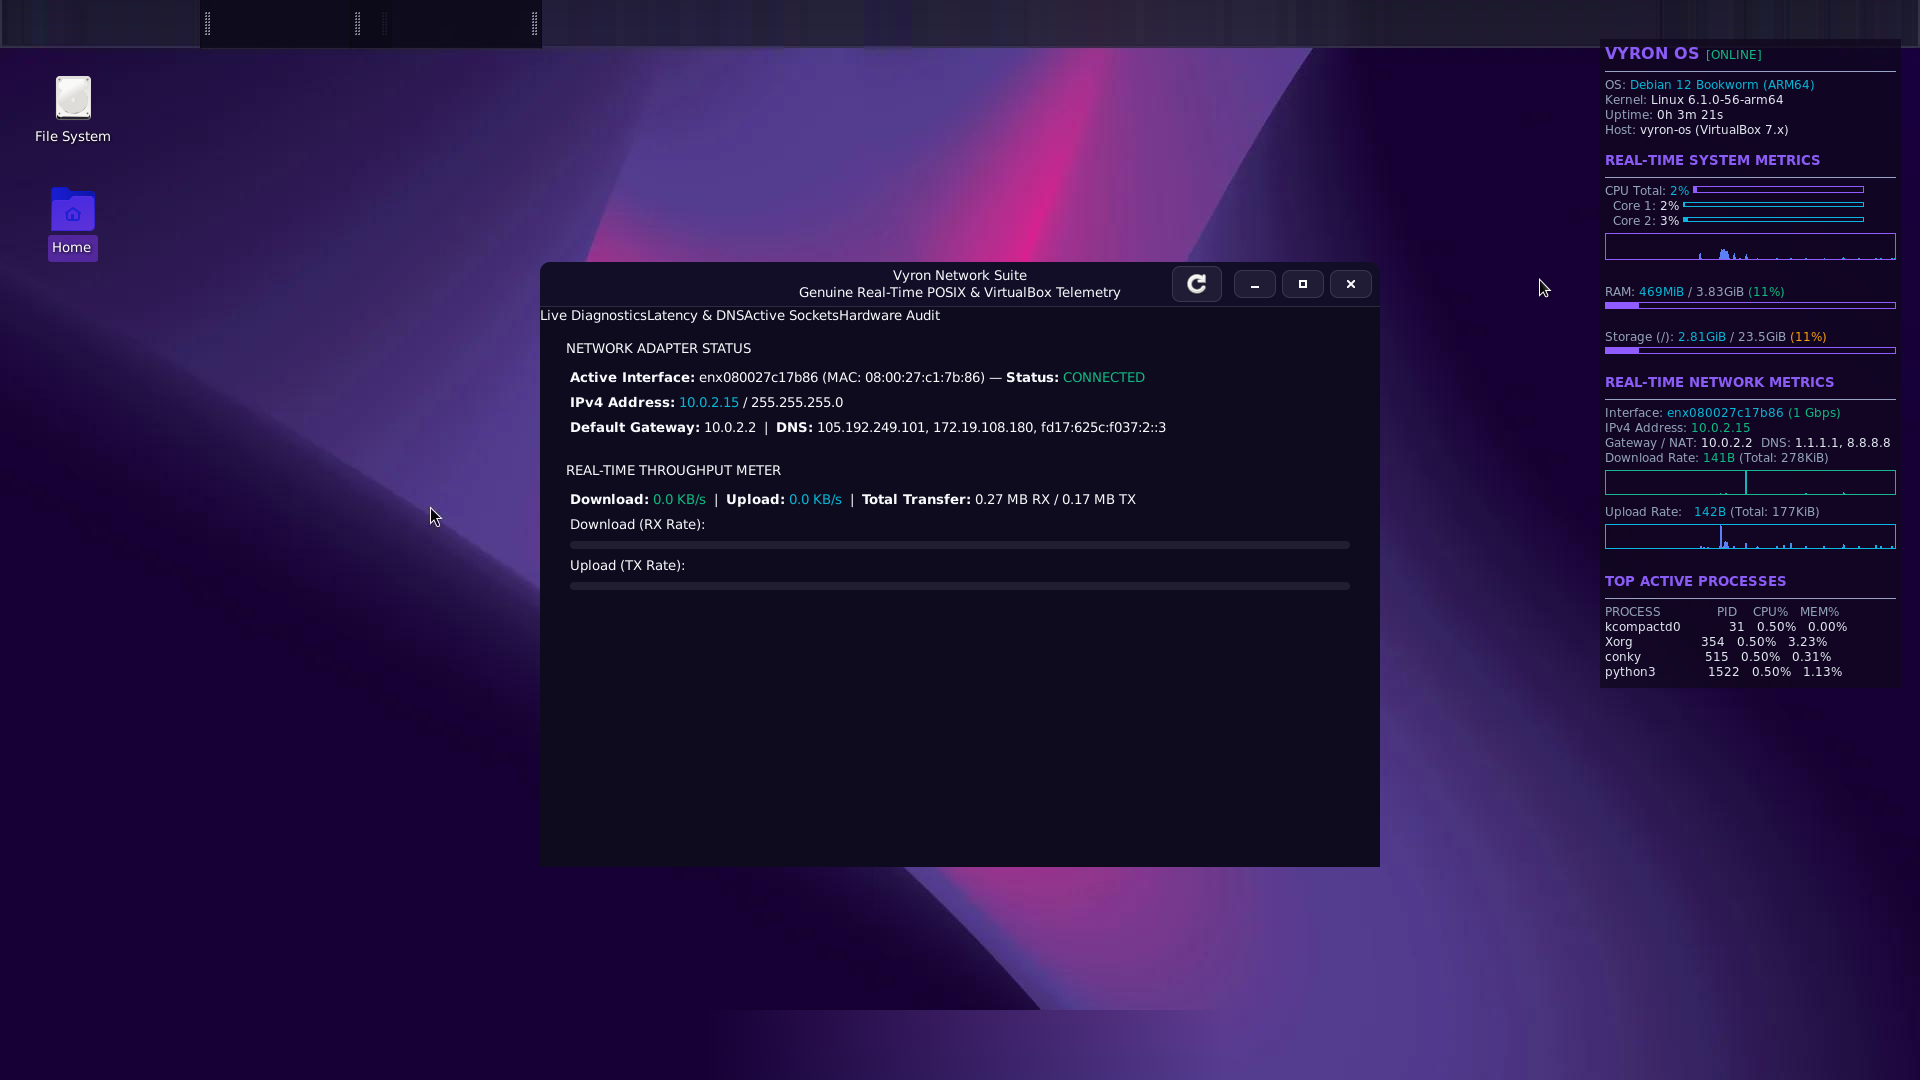 File System
Home
Vyron Network Suite
Genuine Real-Time POSIX & VirtualBox Telemetry
Live DiagnosticsLatency & DNSActive SocketsHardware Audit
NETWORK ADAPTER STATUS
Active Interface: enx080027c17b86 (MAC: 08:00:27:c1:7b:86) — Status: CONNECTED
IPv4 Address: 10.0.2.15 / 255.255.255.0
Default Gateway: 10.0.2.2 | DNS: 105.192.249.101, 172.19.108.180, fd17:625c:f037:2::3
REAL-TIME THROUGHPUT METER
Download: 0.0 KB/s | Upload: 0.0 KB/s | Total Transfer: 0.27 MB RX / 0.17 MB TX
Download (RX Rate):
Upload (TX Rate):
VYRON OS [ONLINE]
OS: Debian 12 Bookworm (ARM64)
Kernel: Linux 6.1.0-56-arm64
Uptime: 0h 3m 21s
Host: vyron-os (VirtualBox 7.x)
REAL-TIME SYSTEM METRICS
CPU Total: 2%
Core 1: 2%
Core 2: 3%
RAM: 469MiB / 3.83GiB (11%)
Storage (/): 2.81GiB / 23.5GiB (11%)
REAL-TIME NETWORK METRICS
Interface: enx080027c17b86 (1 Gbps)
IPv4 Address: 10.0.2.15
Gateway / NAT: 10.0.2.2 DNS: 1.1.1.1, 8.8.8.8
Download Rate: 141B (Total: 278KiB)
Upload Rate: 142B (Total: 177KiB)
TOP ACTIVE PROCESSES
PROCESS PID CPU% MEM%
kcompactd0 31 0.50% 0.00%
Xorg 354 0.50% 3.23%
conky 515 0.50% 0.31%
python3 1522 0.50% 1.13%